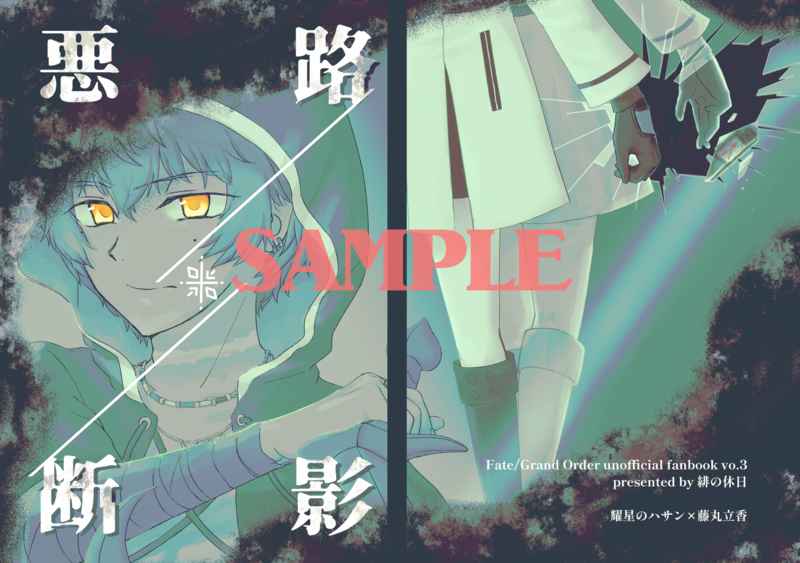 悪路
断影
SAMPLE
Fate/Grand Order unofficial fanbook vo.3
presented by 緋の休日
耀星のハサン×藤丸立香